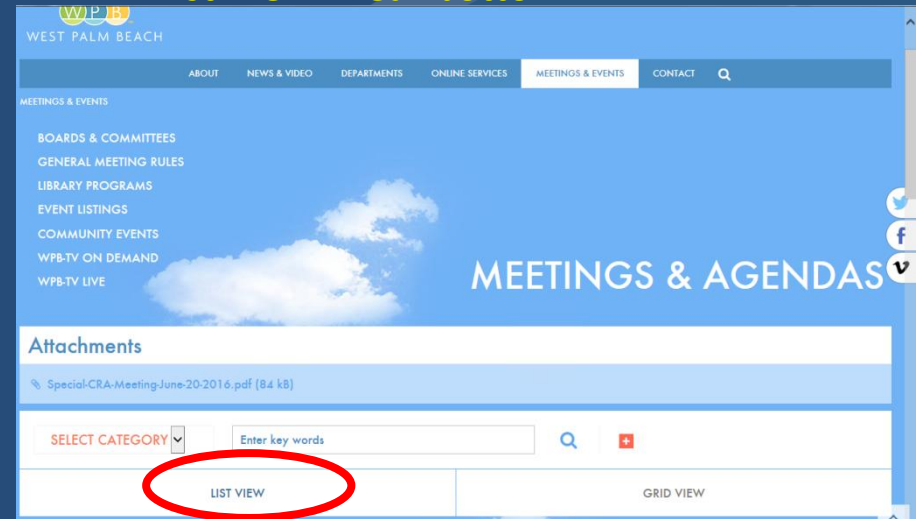 WPB
WEST PALM BEACH
ABOUT NEWS & VIDEO DEPARTMENTS ONLINE SERVICES MEETINGS & EVENTS CONTACT
MEETINGS & EVENTS
BOARDS & COMMITTEES
GENERAL MEETING RULES
LIBRARY PROGRAMS
EVENT LISTINGS
COMMUNITY EVENTS
WPB-TV ON DEMAND
WPB-TV LIVE
MEETINGS & AGENDAS
Attachments
Special-CRA-Meeting-June-20-2016.pdf (84 kB)
SELECT CATEGORY Enter key words
LIST VIEW GRID VIEW